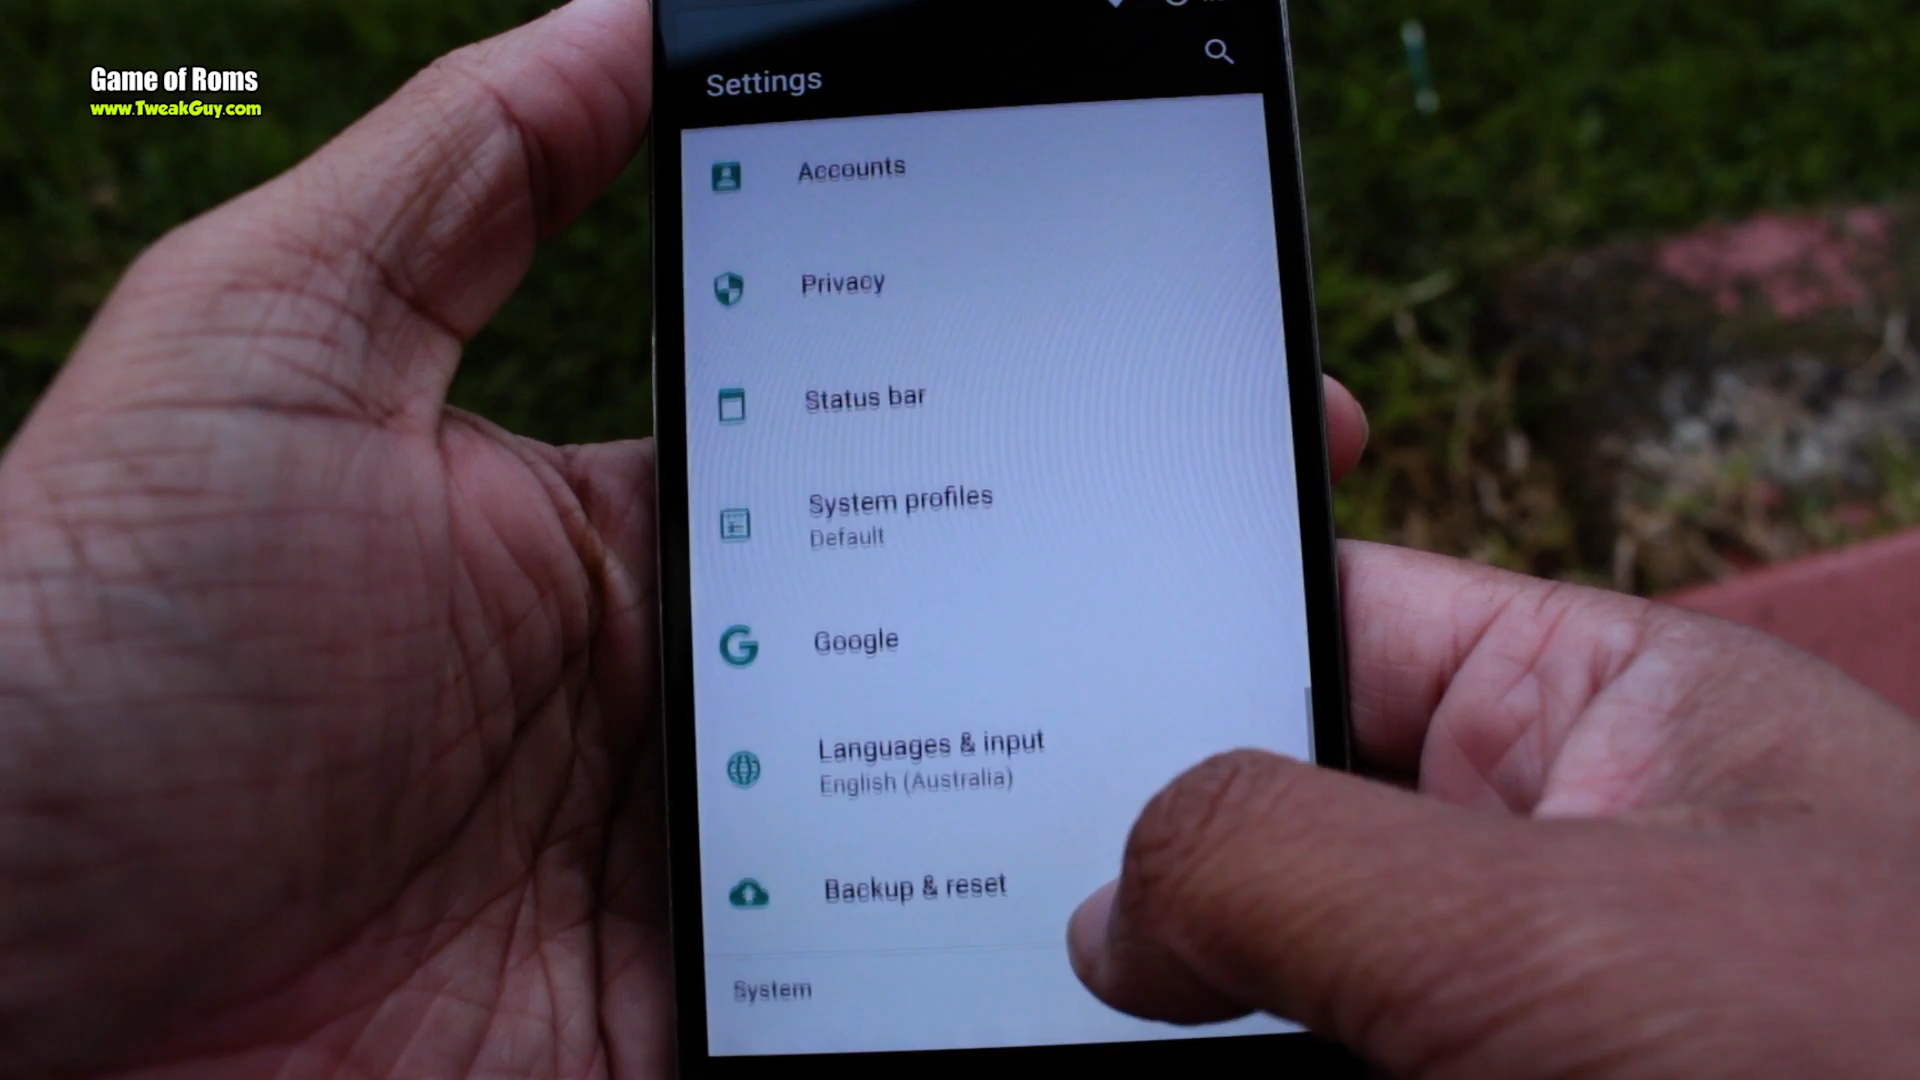 Game of Roms
www.TweakGuy.com
Settings
Accounts
Privacy
Status bar
System profiles
Default
Google
Languages & input
English (Australia)
Backup & reset
System